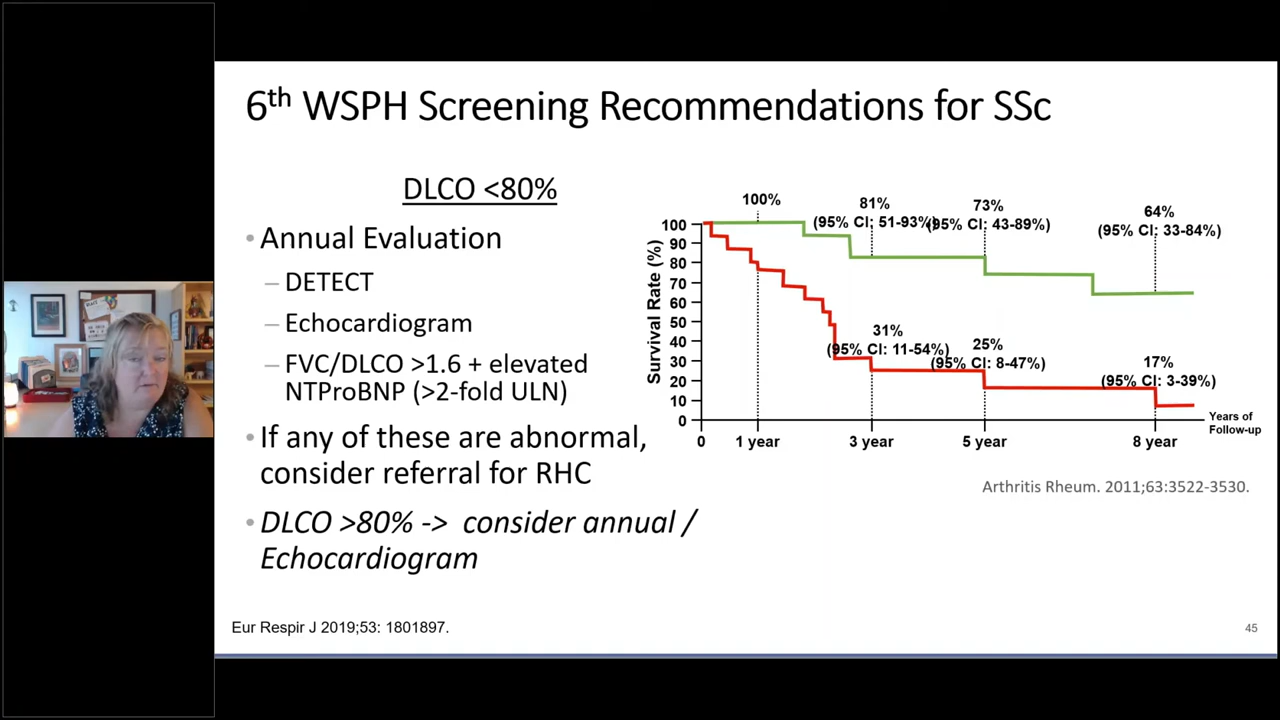 6th WSPH Screening Recommendations for SSc
DLCO <80%
• Annual Evaluation
– DETECT
– Echocardiogram
– FVC/DLCO >1.6 + elevated
NTProBNP (>2-fold ULN)
• If any of these are abnormal,
consider referral for RHC
• DLCO >80% -> consider annual /
Echocardiogram
Eur Respir J 2019;53: 1801897.
100%
81%
(95% CI: 51-93%)
73%
(95% CI: 43-89%)
64%
(95% CI: 33-84%)
Survival Rate (%)
100
90
80
70
60
50
40
30
20
10
0
31%
(95% CI: 11-54%)
25%
(95% CI: 8-47%)
17%
(95% CI: 3-39%)
0
1 year
3 year
5 year
8 year
Years of
Follow-up
Arthritis Rheum. 2011;63:3522-3530.
45